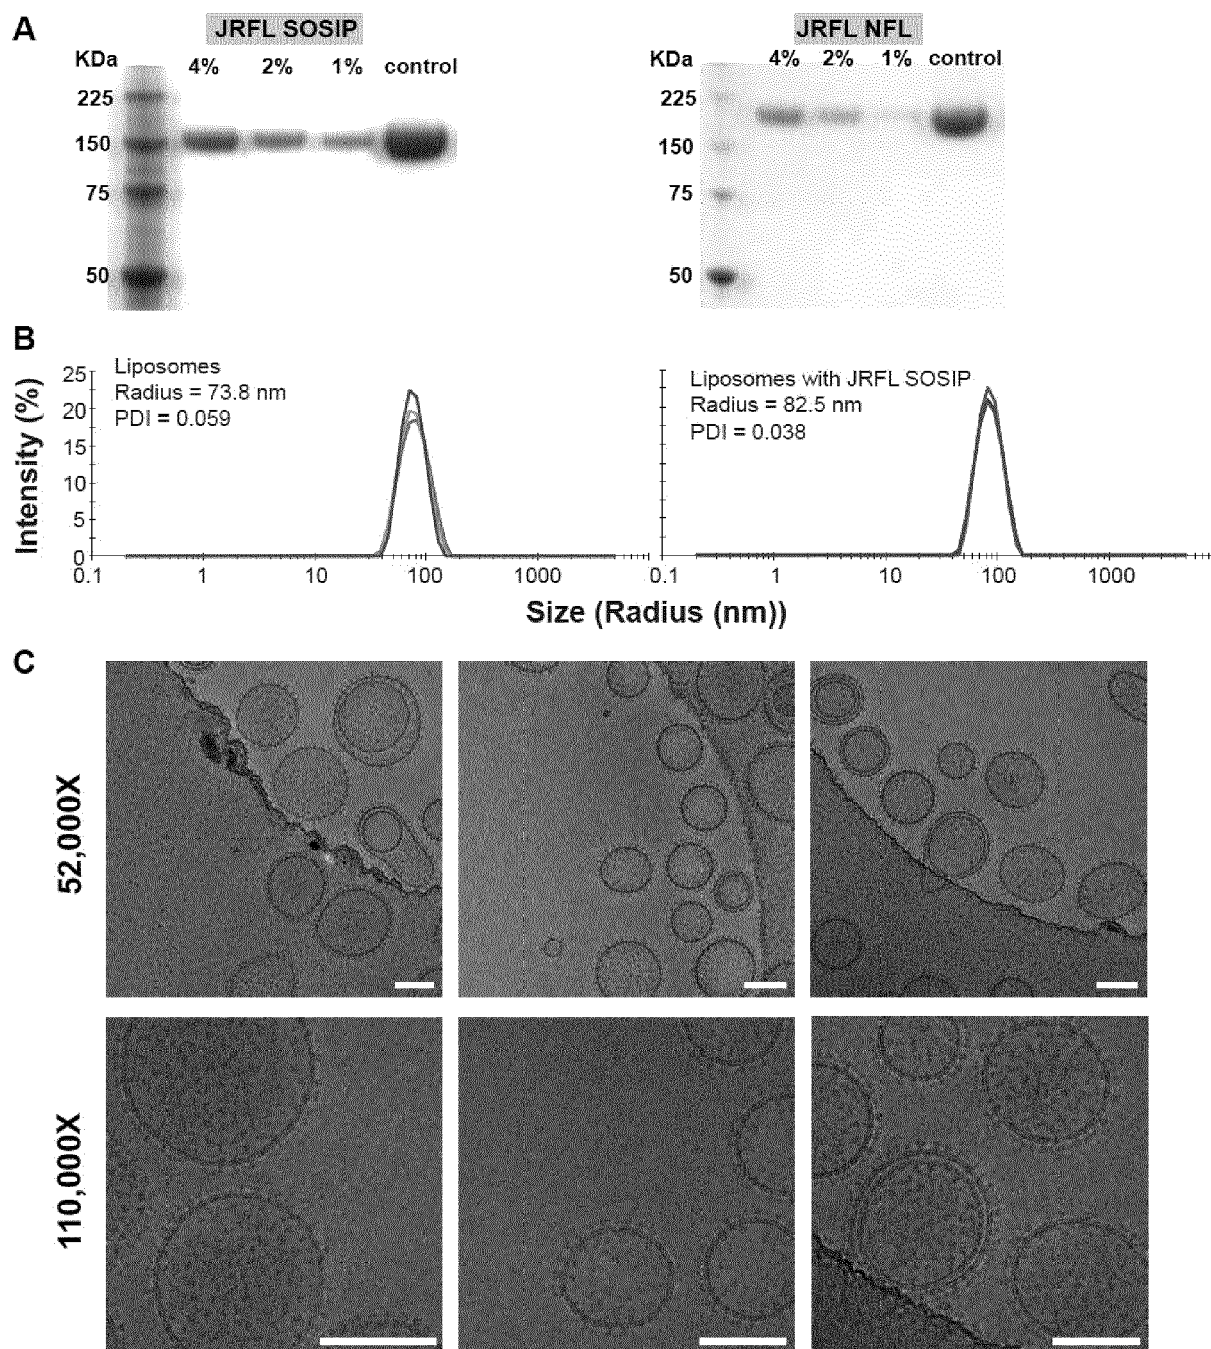 A
JRFL SOSIP
KDa 4% 2% 1% control
225
150
75
50
JRFL NFL
KDa 4% 2% 1% control
225
150
75
50
B
Intensity (%)
25
20
15
10
5
0
Liposomes
Radius = 73.8 nm
PDI = 0.059
0.1 1 10 100 1000
Liposomes with JRFL SOSIP
Radius = 82.5 nm
PDI = 0.038
0.1 1 10 100 1000
Size (Radius (nm))
C
52,000X
110,000X